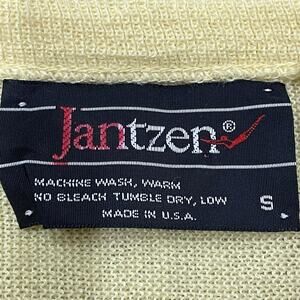 Jantzen®
MACHINE WASH, WARM
NO BLEACH TUMBLE DRY, LOW
MADE IN U.S.A.
S